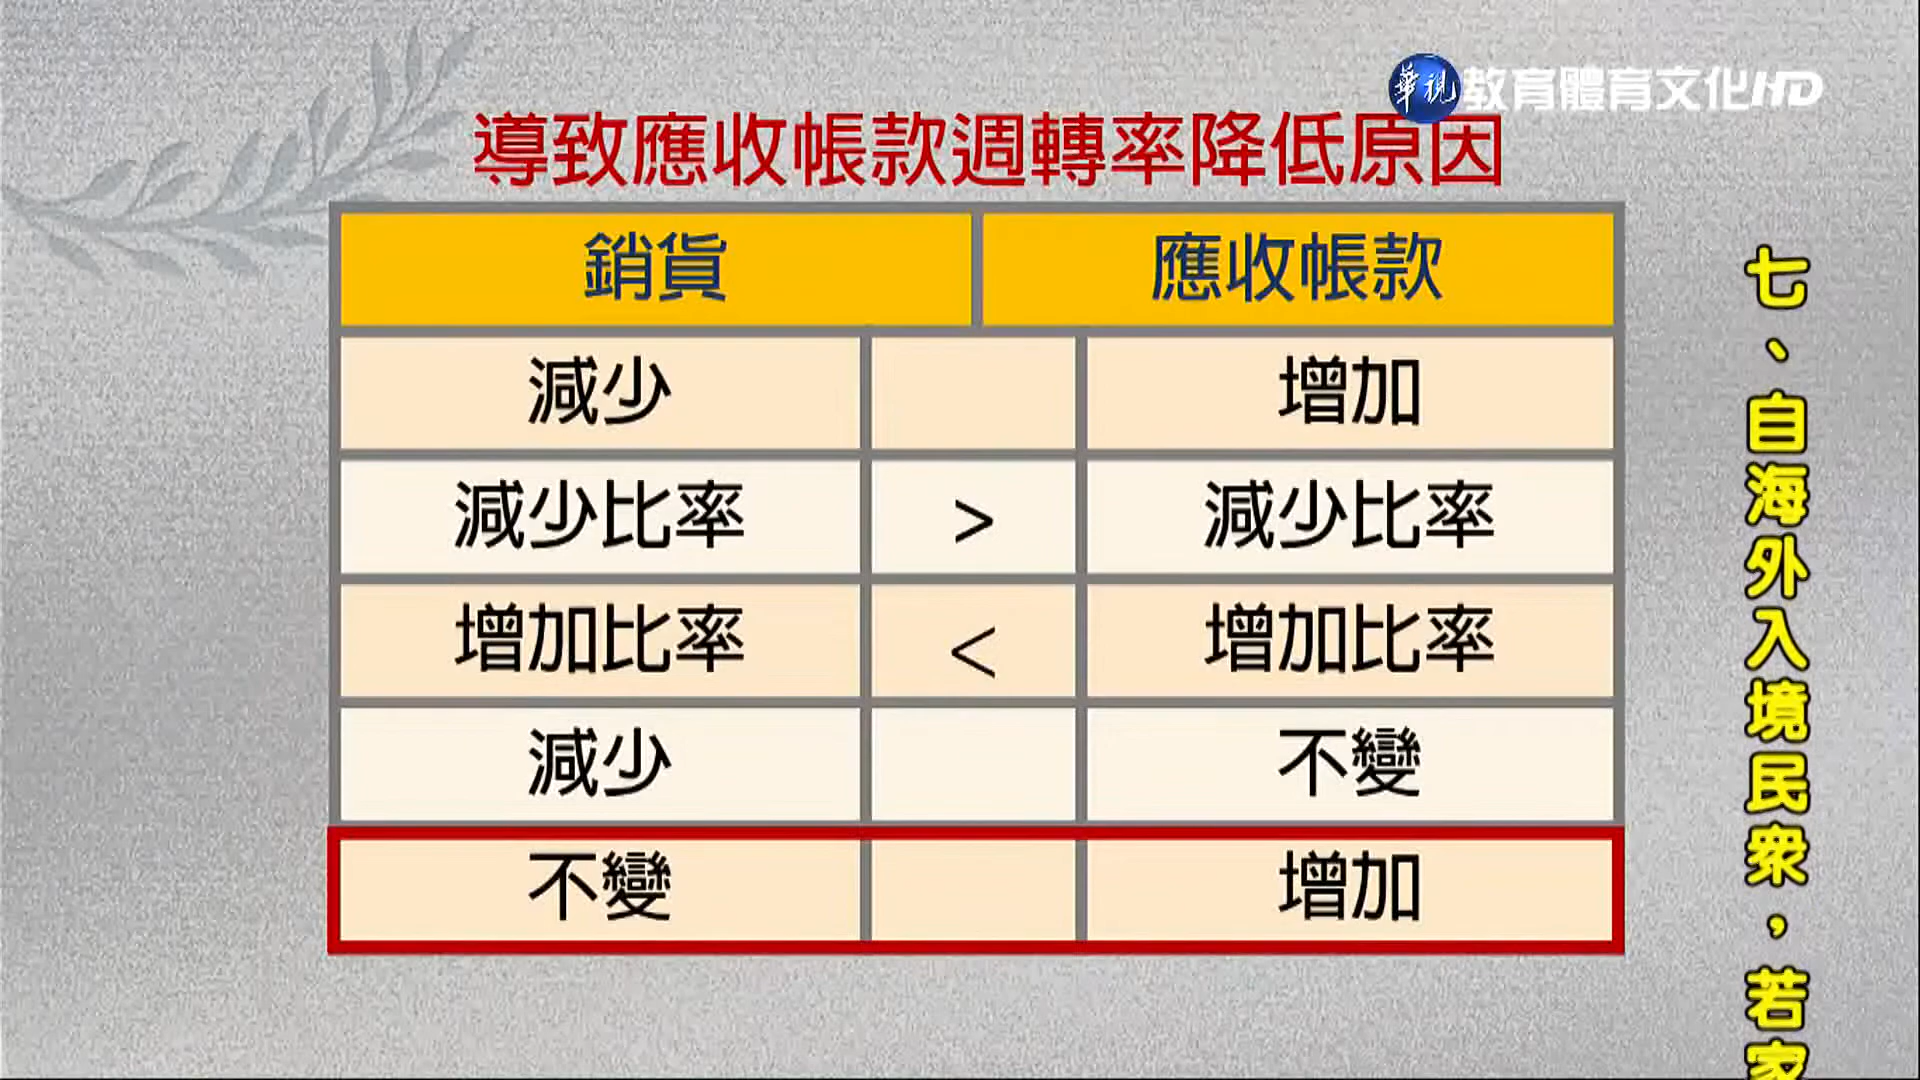 華視 教育體育文化HD
導致應收帳款週轉率降低原因
銷貨 應收帳款
減少 增加
減少比率 > 減少比率
增加比率 < 增加比率
減少 不變
不變 增加
七、自海外入境民眾，若家